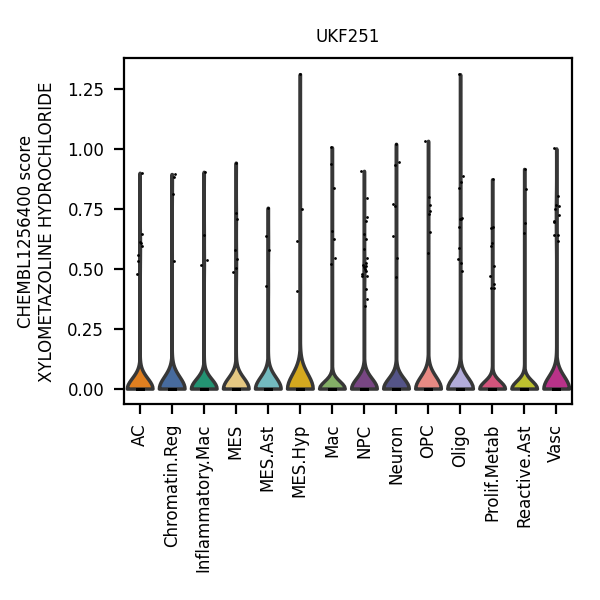 UKF251
CHEMBL1256400 score
XYLOMETAZOLINE HYDROCHLORIDE
1.25
1.00
0.75
0.50
0.25
0.00
AC
Chromatin.Reg
Inflammatory.Mac
MES
MES.Ast
MES.Hyp
Mac
NPC
Neuron
OPC
Oligo
Prolif.Metab
Reactive.Ast
Vasc